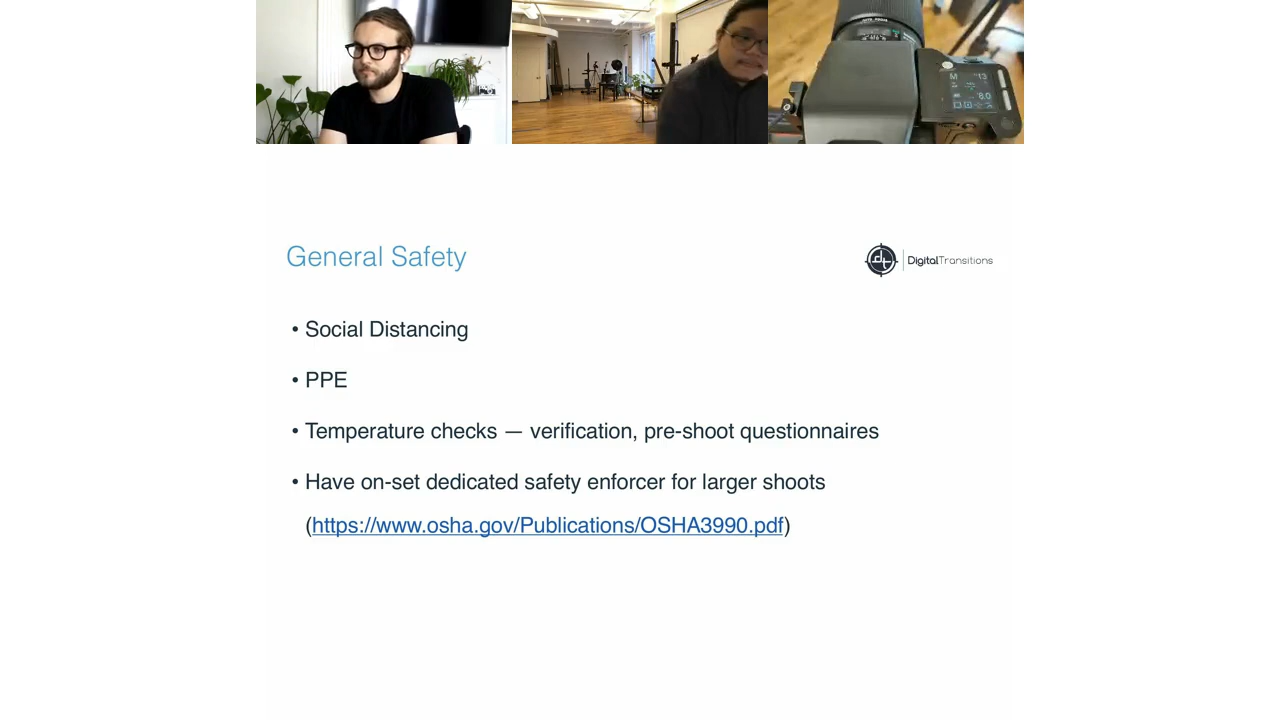 M
General Safety
dt DigitalTransitions
• Social Distancing
• PPE
• Temperature checks — verification, pre-shoot questionnaires
• Have on-set dedicated safety enforcer for larger shoots
(https://www.osha.gov/Publications/OSHA3990.pdf)